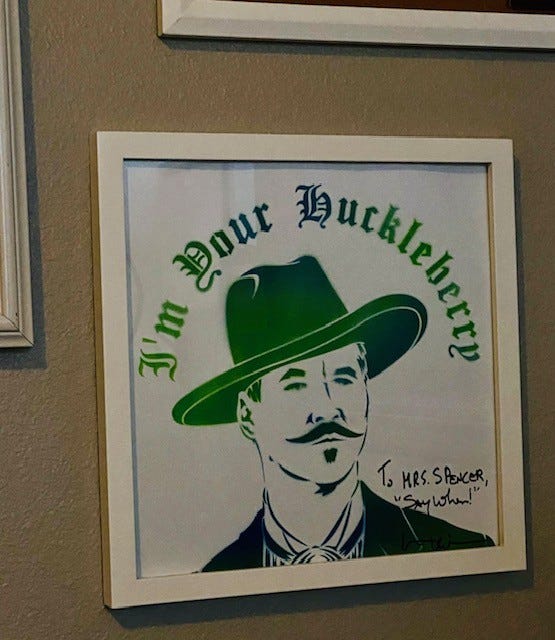 I'm Your Huckleberry
To MRS. SPENCER,
"Say When!"